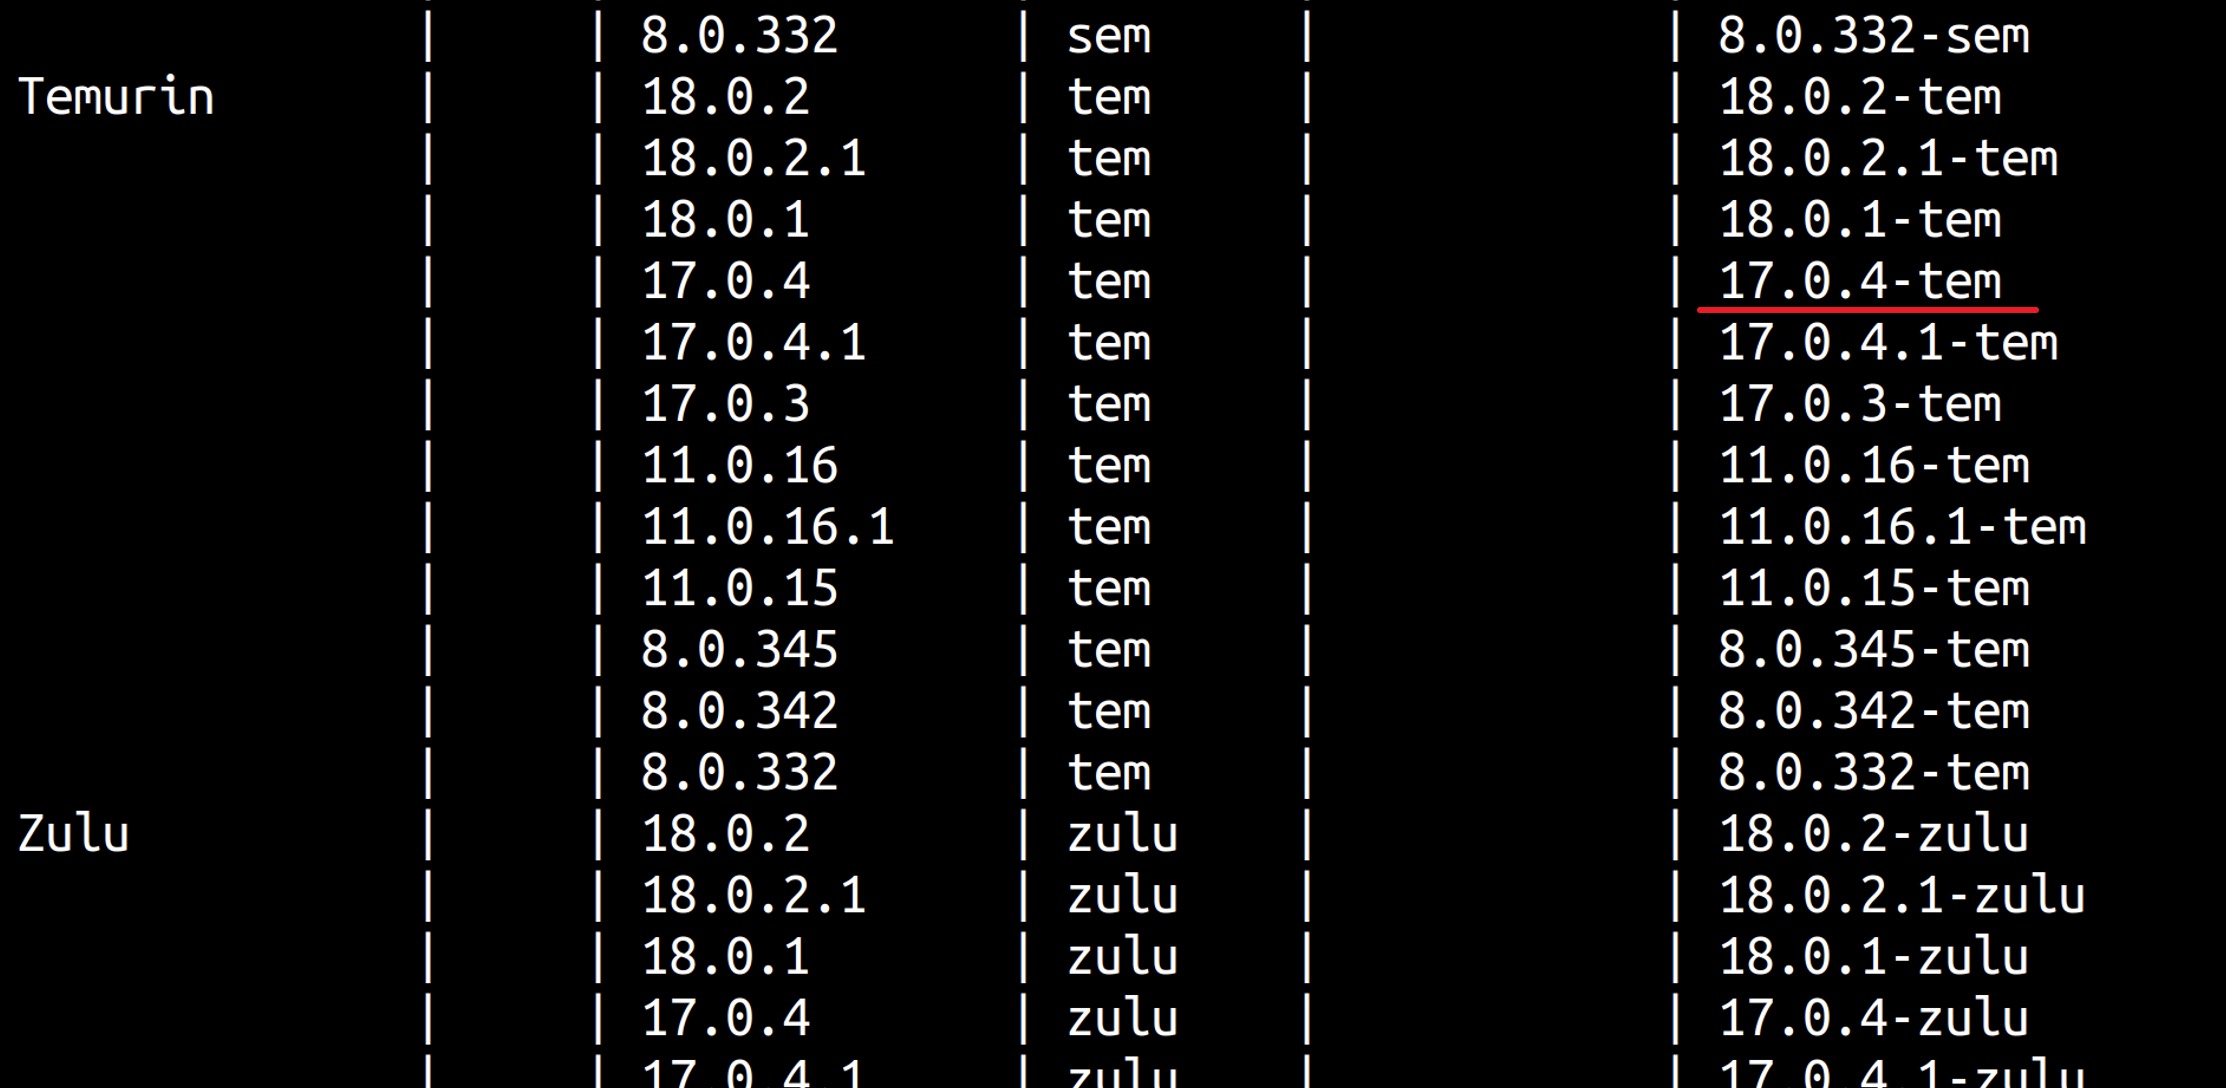 | | 8.0.332 | sem | | 8.0.332-sem
Temurin | | 18.0.2 | tem | | 18.0.2-tem
| | 18.0.2.1 | tem | | 18.0.2.1-tem
| | 18.0.1 | tem | | 18.0.1-tem
| | 17.0.4 | tem | | 17.0.4-tem
| | 17.0.4.1 | tem | | 17.0.4.1-tem
| | 17.0.3 | tem | | 17.0.3-tem
| | 11.0.16 | tem | | 11.0.16-tem
| | 11.0.16.1 | tem | | 11.0.16.1-tem
| | 11.0.15 | tem | | 11.0.15-tem
| | 8.0.345 | tem | | 8.0.345-tem
| | 8.0.342 | tem | | 8.0.342-tem
| | 8.0.332 | tem | | 8.0.332-tem
Zulu | | 18.0.2 | zulu | | 18.0.2-zulu
| | 18.0.2.1 | zulu | | 18.0.2.1-zulu
| | 18.0.1 | zulu | | 18.0.1-zulu
| | 17.0.4 | zulu | | 17.0.4-zulu
| | 17.0.4.1 | zulu | | 17.0.4.1-zulu